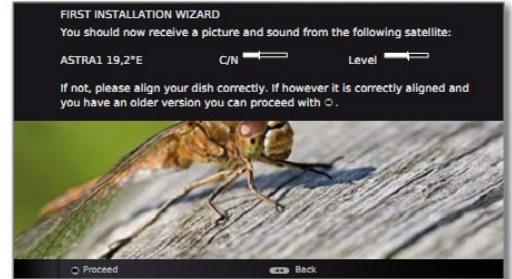 FIRST INSTALLATION WIZARD
You should now receive a picture and sound from the following satellite:
ASTRA1 19,2°E C/N Level
If not, please align your dish correctly. If however it is correctly aligned and
you have an older version you can proceed with .
Proceed Back